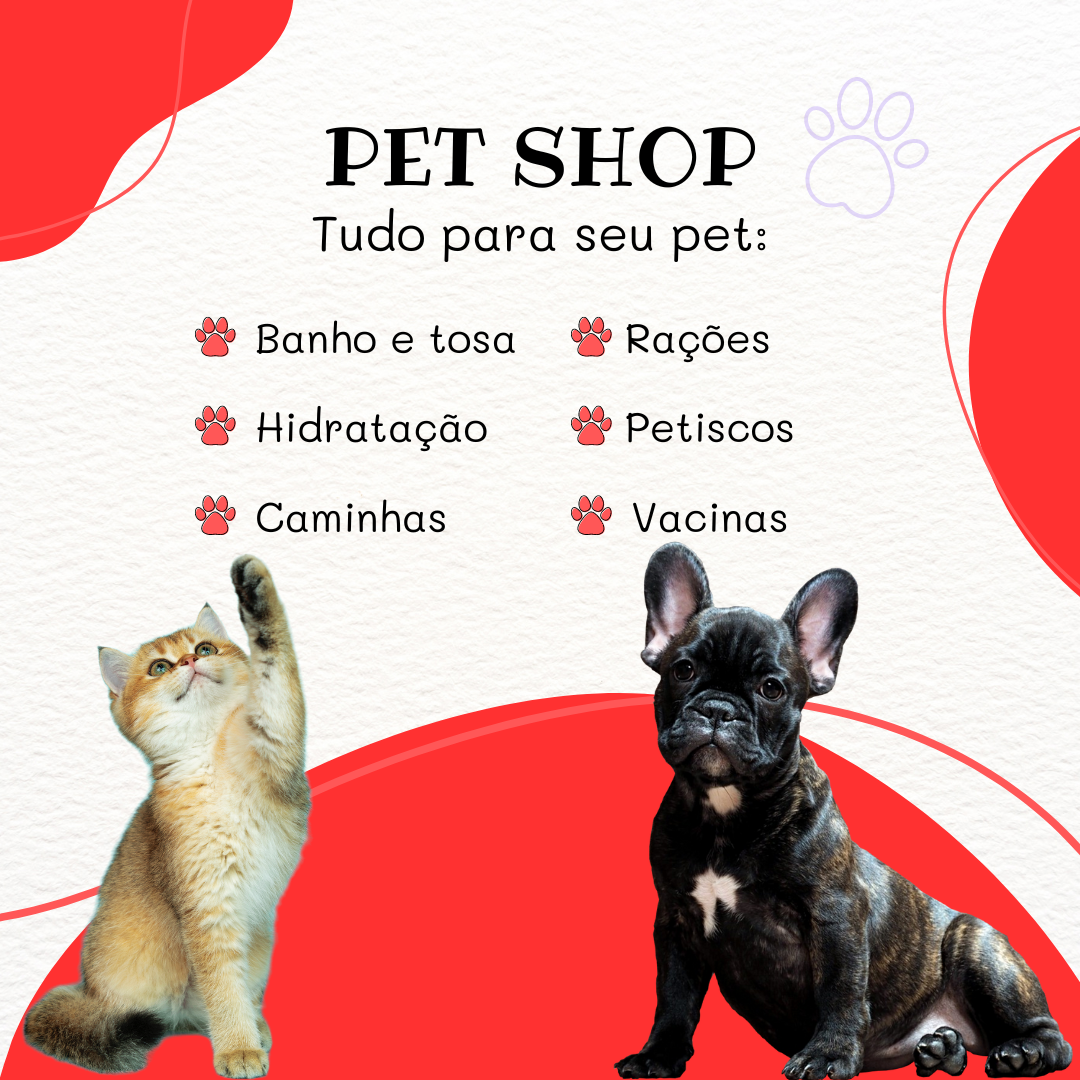 PET SHOP
Tudo para seu pet:
Banho e tosa
Rações
Hidratação
Petiscos
Caminhas
Vacinas